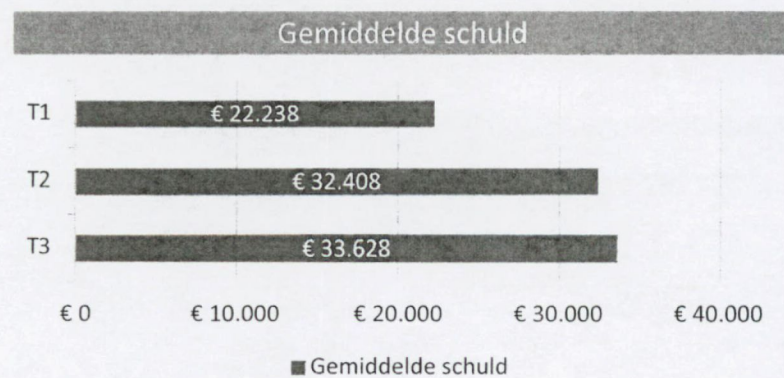 Gemiddelde schuld
T1 € 22.238
T2 € 32.408
T3 € 33.628
€ 0 € 10.000 € 20.000 € 30.000 € 40.000
Gemiddelde schuld